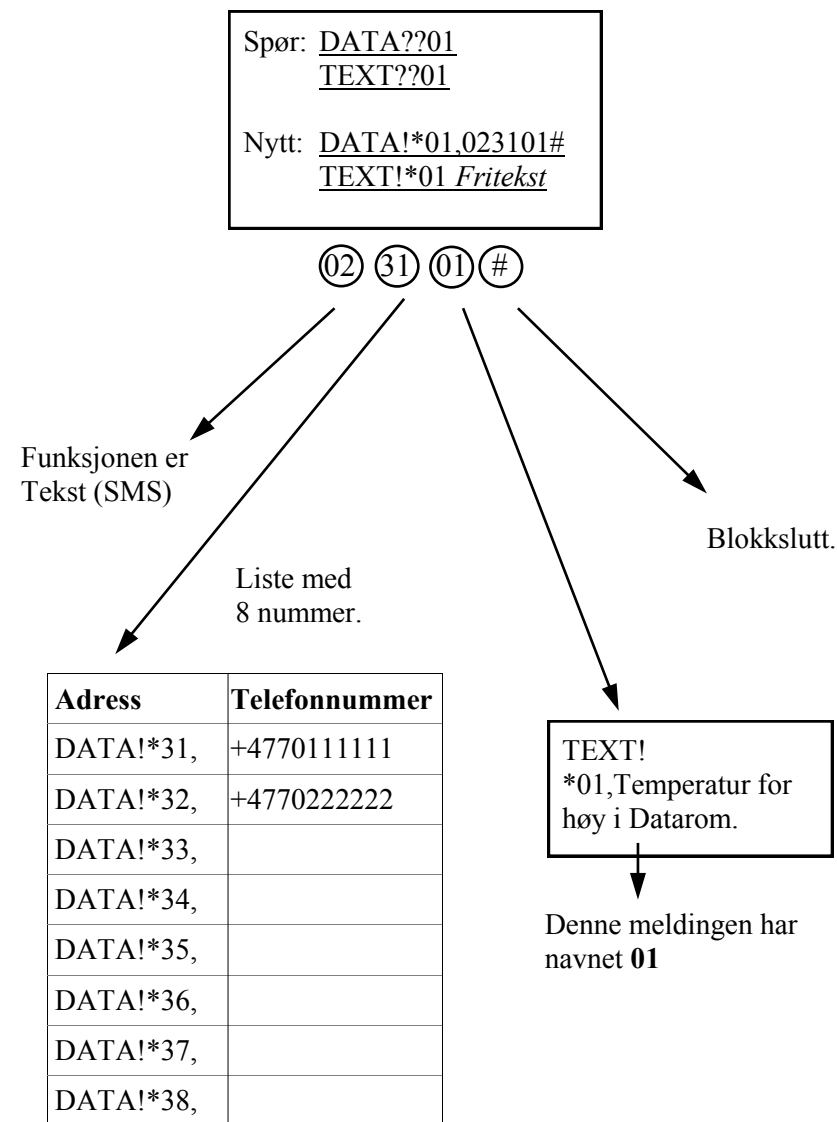 Spør: DATA??01
TEXT??01
Nytt: DATA!*01,023101#
TEXT!*01 Fritekst
02 31 01 #
Funksjonen er
Tekst (SMS)
Blokkslutt.
Liste med
8 nummer.
Adress Telefonnummer
DATA!*31, +4770111111
DATA!*32, +4770222222
DATA!*33,
DATA!*34,
DATA!*35,
DATA!*36,
DATA!*37,
DATA!*38,
TEXT!
*01,Temperatur for
høy i Datarom.
Denne meldingen har
navnet 01